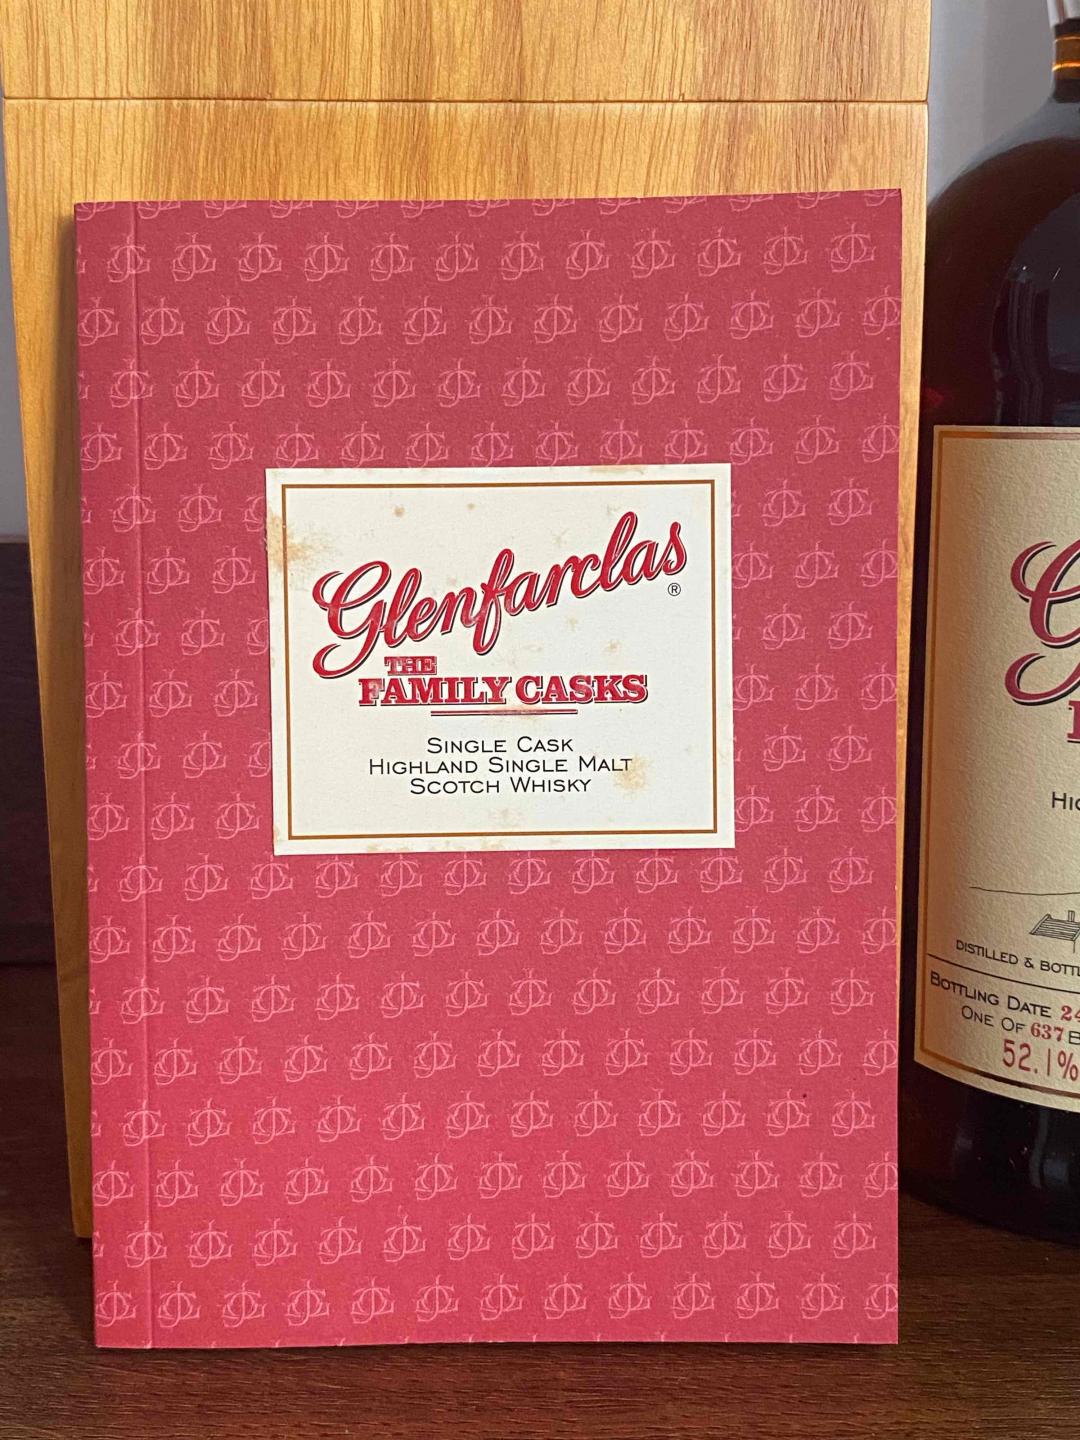 Glenfarclas®
THE
FAMILY CASKS
SINGLE CASK
HIGHLAND SINGLE MALT
SCOTCH WHISKY
HIG
DISTILLED & BOTTL
BOTTLING DATE 24
ONE OF 637 B
52.1%